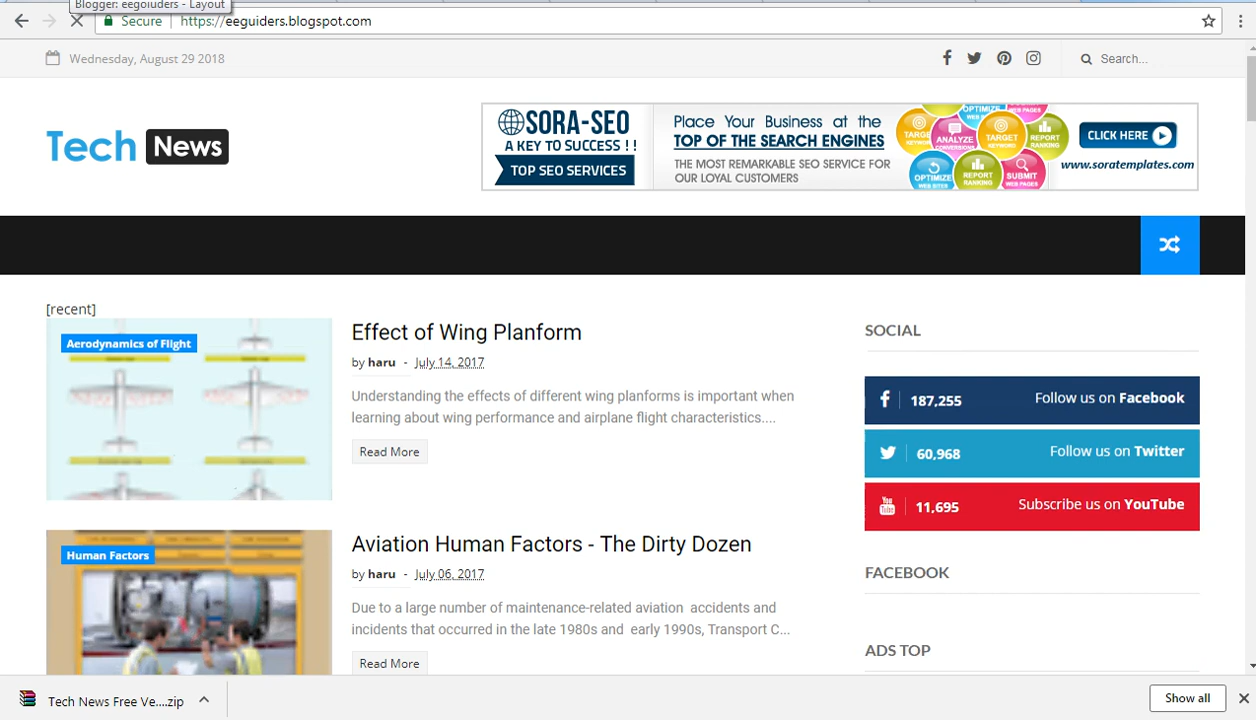 Blogger: eegoiuders - Layout
Secure https://eeguiders.blogspot.com
Wednesday, August 29 2018
Search...
Tech News
SORA-SEO
A KEY TO SUCCESS !!
TOP SEO SERVICES
Place Your Business at the
TOP OF THE SEARCH ENGINES
THE MOST REMARKABLE SEO SERVICE FOR
OUR LOYAL CUSTOMERS
ANALYZE
TARGET
REPORT
RANKING
OPTIMIZE
REPORT
RANKING
SUBMIT
WEB PAGES
CLICK HERE
www.soratemplates.com
[recent]
Aerodynamics of Flight
Effect of Wing Planform
by haru - July 14, 2017
Understanding the effects of different wing planforms is important when
learning about wing performance and airplane flight characteristics....
Read More
Human Factors
Aviation Human Factors - The Dirty Dozen
by haru - July 06, 2017
Due to a large number of maintenance-related aviation accidents and
incidents that occurred in the late 1980s and early 1990s, Transport C...
Read More
SOCIAL
187,255 Follow us on Facebook
60,968 Follow us on Twitter
You Tube 11,695 Subscribe us on YouTube
FACEBOOK
ADS TOP
Tech News Free Ve....zip
Show all